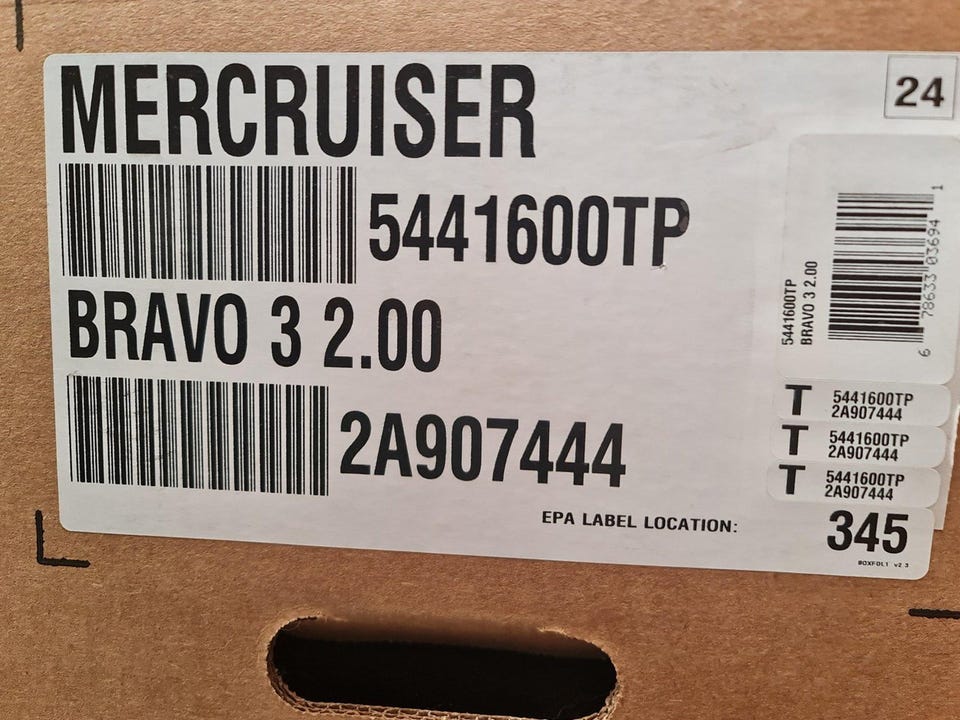 MERCRUISER
24
5441600TP
BRAVO 3 2.00
2A907444
5441600TP
BRAVO 3 2.00
6 78633 03694 1
T 5441600TP
2A907444
T 5441600TP
2A907444
T 5441600TP
2A907444
EPA LABEL LOCATION: 345
BOXFOL1 v2.3